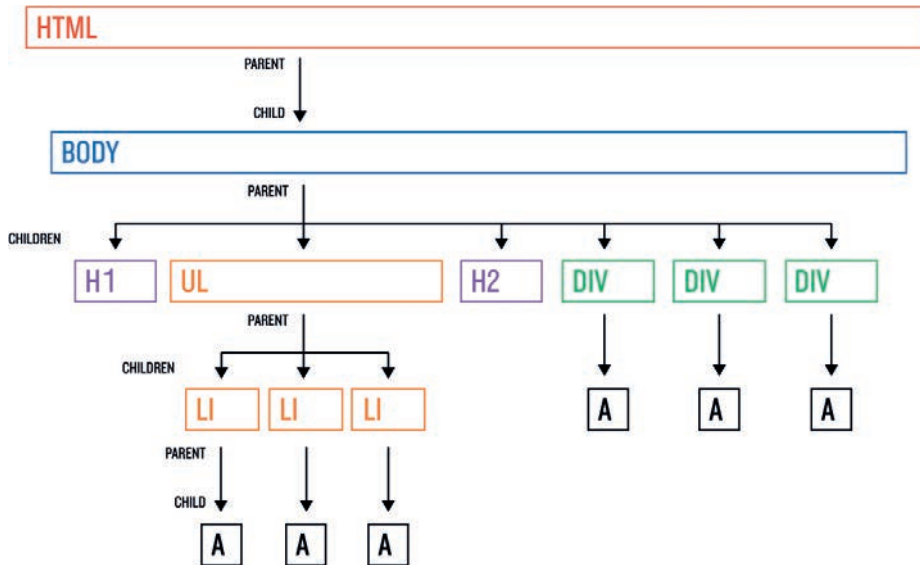 HTML
PARENT
CHILD
BODY
PARENT
CHILDREN
H1 UL H2 DIV DIV DIV
PARENT
CHILDREN
LI LI LI A A A
PARENT
CHILD
A A A